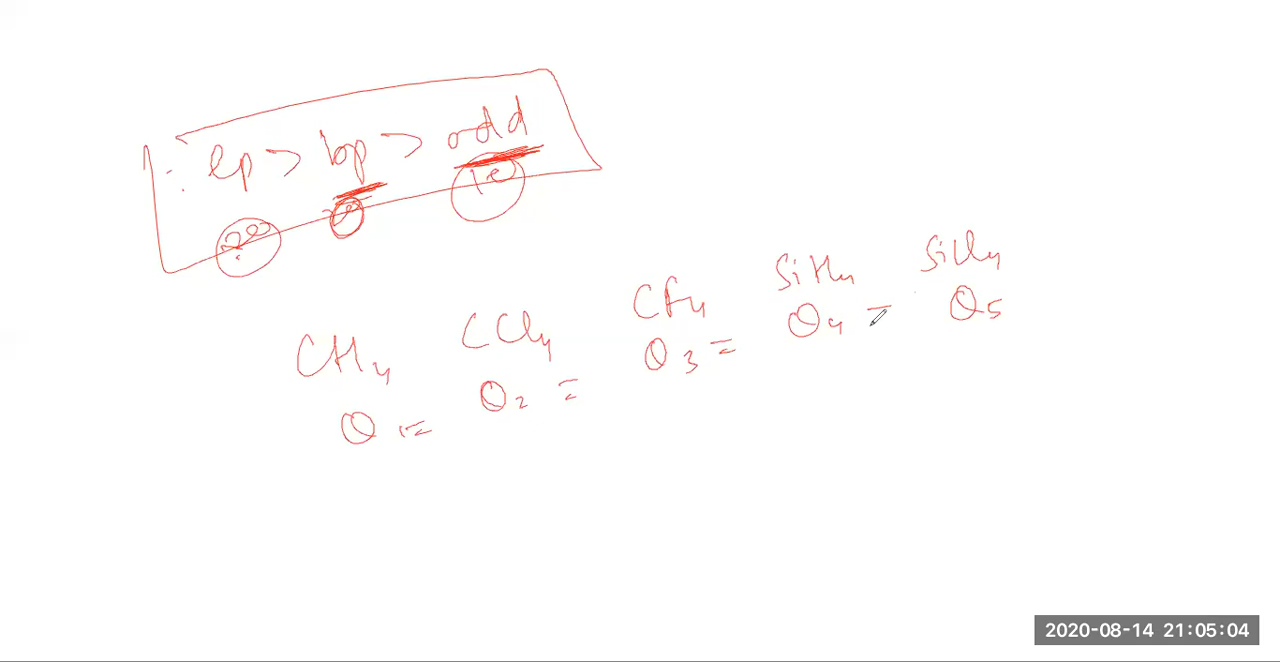 1. : lp > bp > odd
2e 2e 1e
CH4 CCl4 CF4 SiH4 SiCl4
θ1 = θ2 = θ3 = θ4 = θ5
2020-08-14 21:05:04